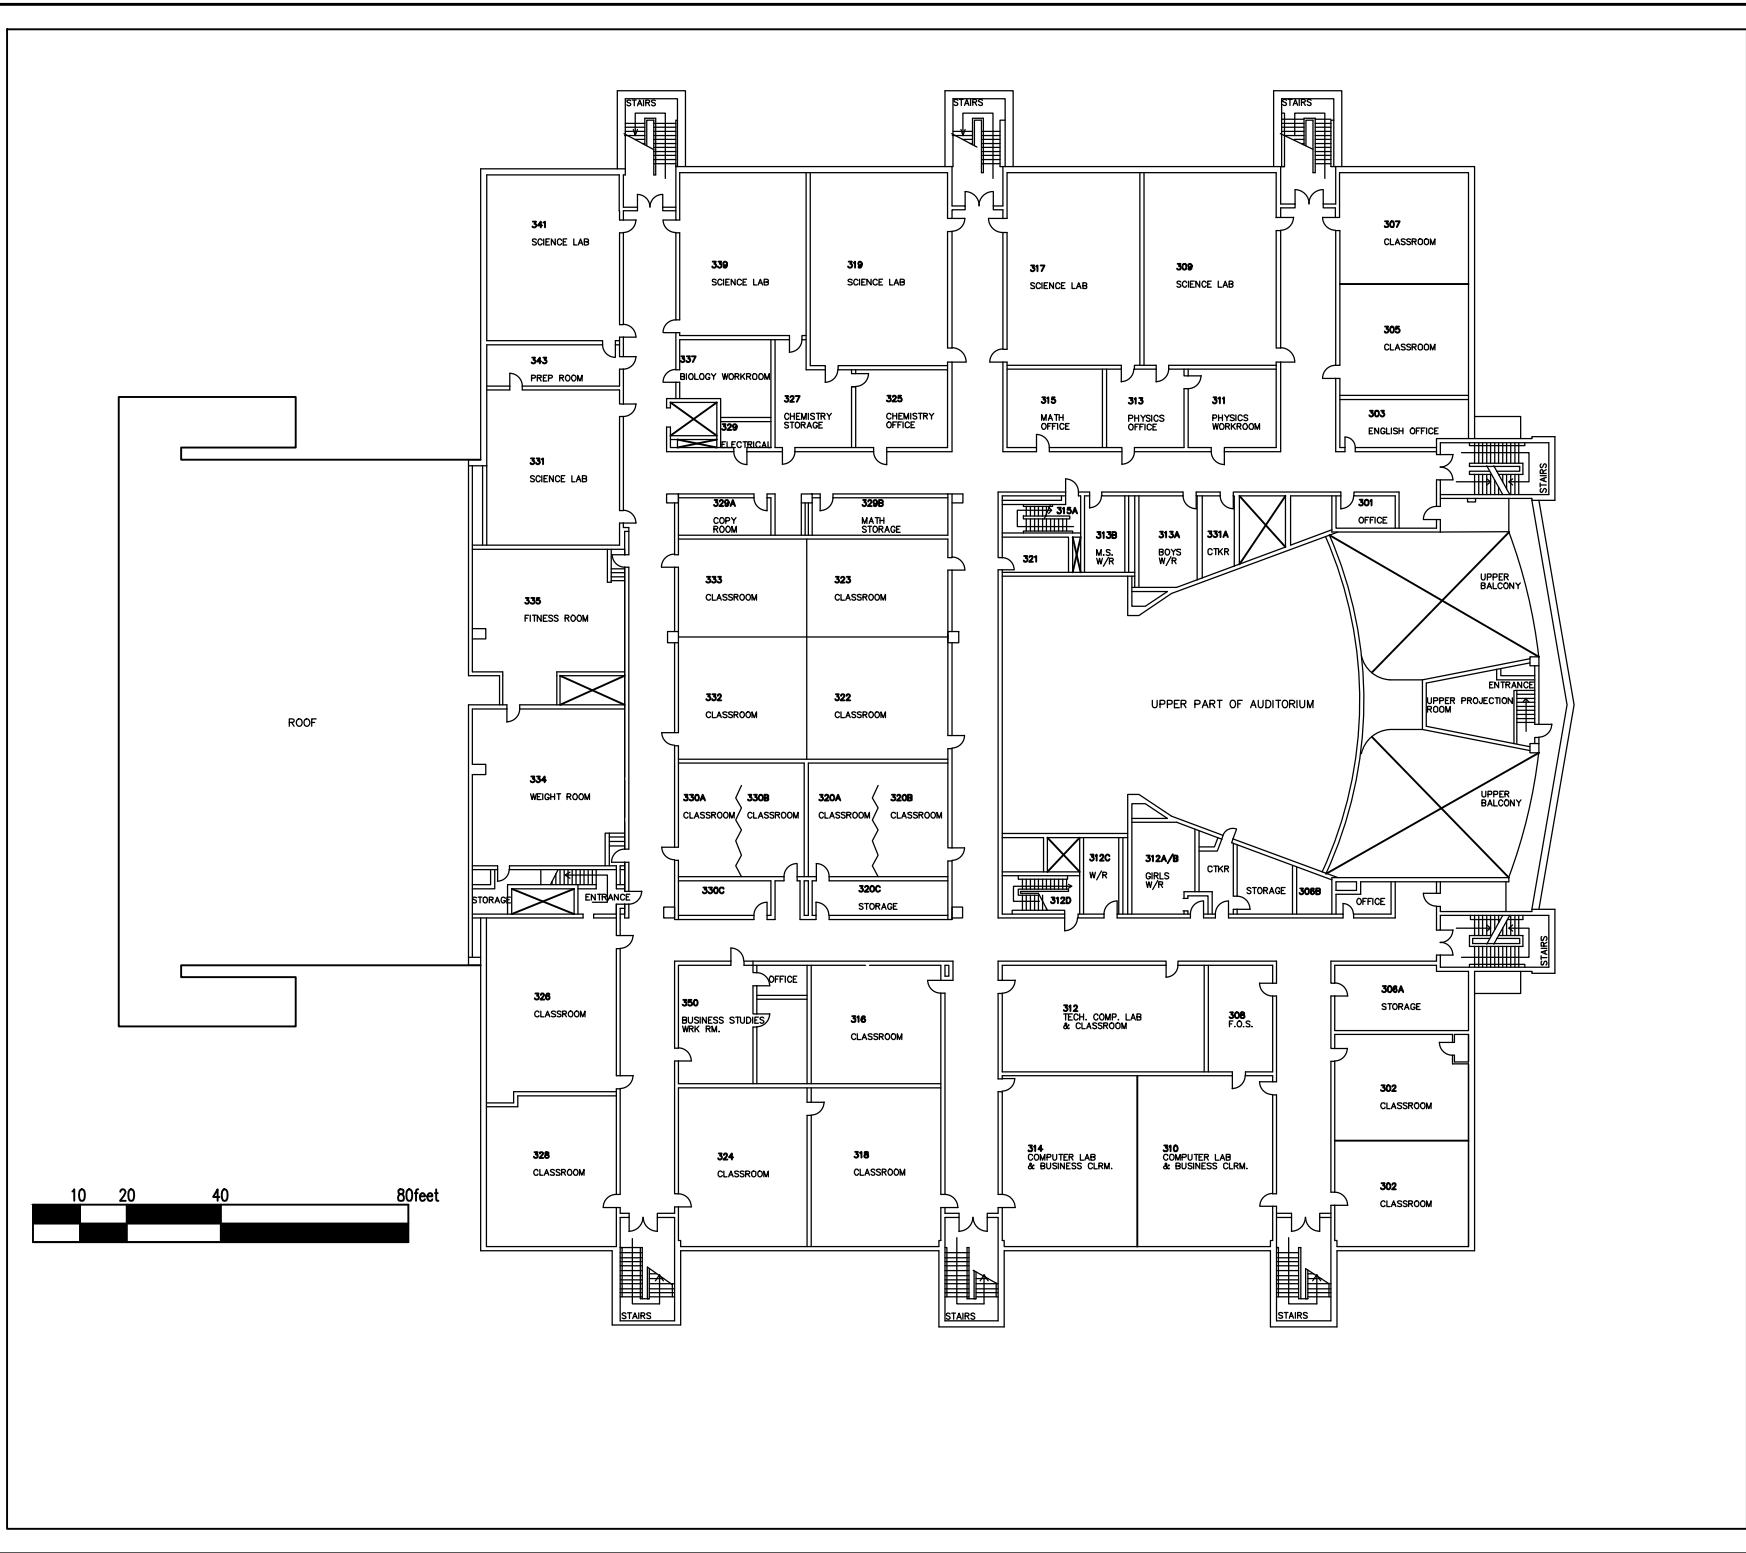 STAIRS
STAIRS
STAIRS
341
SCIENCE LAB
339
SCIENCE LAB
319
SCIENCE LAB
317
SCIENCE LAB
309
SCIENCE LAB
307
CLASSROOM
305
CLASSROOM
343
PREP ROOM
337
BIOLOGY WORKROOM
327
CHEMISTRY
STORAGE
325
CHEMISTRY
OFFICE
315
MATH
OFFICE
313
PHYSICS
OFFICE
311
PHYSICS
WORKROOM
303
ENGLISH OFFICE
329
ELECTRICAL
331
SCIENCE LAB
STAIRS
329A
COPY
ROOM
329B
MATH
STORAGE
315A
321
313B
M.S.
W/R
313A
BOYS
W/R
331A
CTKR
301
OFFICE
335
FITNESS ROOM
333
CLASSROOM
323
CLASSROOM
UPPER
BALCONY
332
CLASSROOM
322
CLASSROOM
UPPER PART OF AUDITORIUM
ENTRANCE
UPPER PROJECTION
ROOM
ROOF
334
WEIGHT ROOM
330A
CLASSROOM
330B
CLASSROOM
320A
CLASSROOM
320B
CLASSROOM
UPPER
BALCONY
STORAGE
ENTRANCE
330C
320C
STORAGE
312C
W/R
312D
312A/B
GIRLS
W/R
CTKR
STORAGE
306B
OFFICE
STAIRS
326
CLASSROOM
350
BUSINESS STUDIES
WRK RM.
OFFICE
316
CLASSROOM
312
TECH. COMP. LAB
& CLASSROOM
308
F.O.S.
306A
STORAGE
302
CLASSROOM
328
CLASSROOM
324
CLASSROOM
318
CLASSROOM
314
COMPUTER LAB
& BUSINESS CLRM.
310
COMPUTER LAB
& BUSINESS CLRM.
302
CLASSROOM
10 20 40 80feet
STAIRS
STAIRS
STAIRS